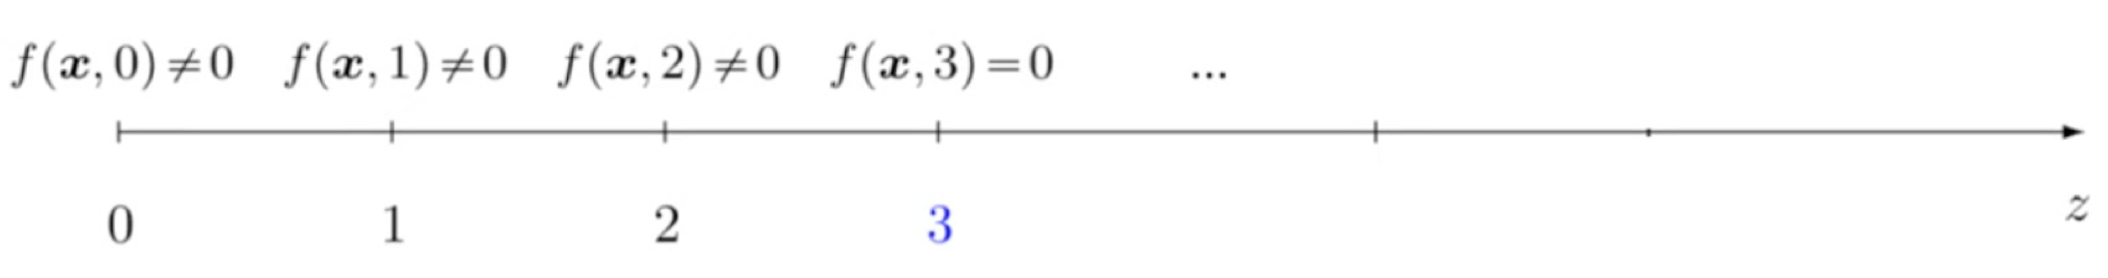 f(x, 0) ≠ 0 f(x, 1) ≠ 0 f(x, 2) ≠ 0 f(x, 3) = 0 ...
0 1 2 3 z